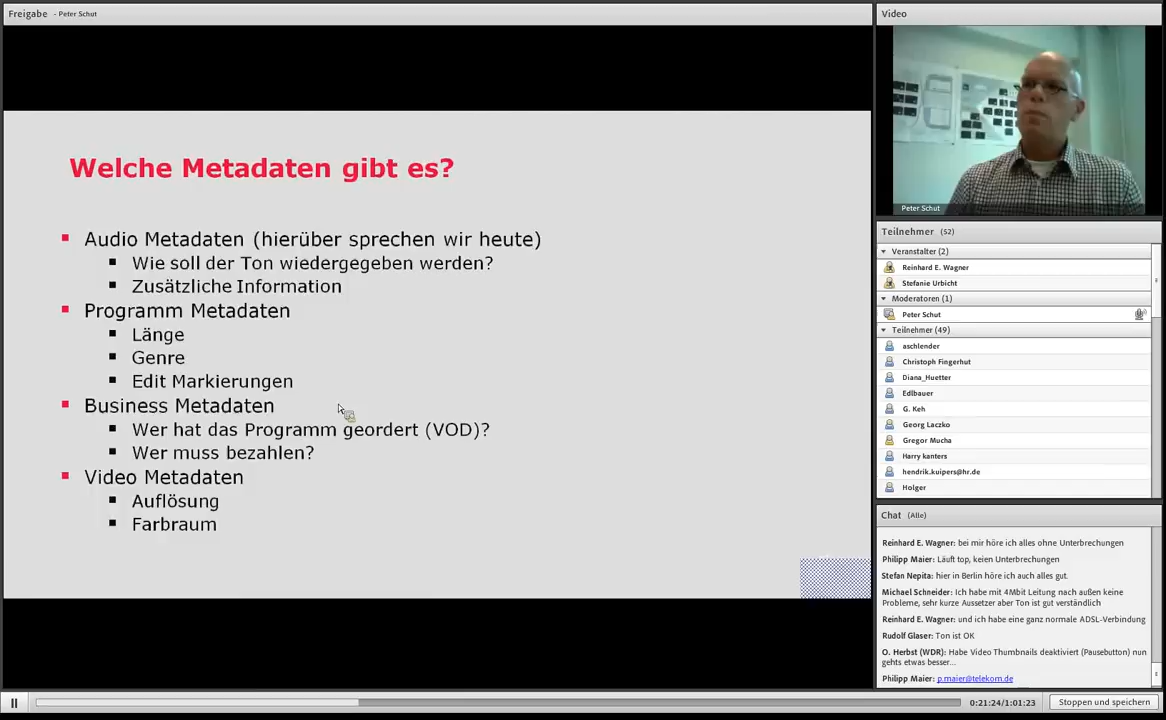 Freigabe - Peter Schut
Welche Metadaten gibt es?
Audio Metadaten (hierüber sprechen wir heute)
Wie soll der Ton wiedergegeben werden?
Zusätzliche Information
Programm Metadaten
Länge
Genre
Edit Markierungen
Business Metadaten
Wer hat das Programm geordert (VOD)?
Wer muss bezahlen?
Video Metadaten
Auflösung
Farbraum
Video
Peter Schut
Teilnehmer (52)
Veranstalter (2)
Reinhard E. Wagner
Stefanie Urbicht
Moderatoren (1)
Peter Schut
Teilnehmer (49)
aschlender
Christoph Fingerhut
Diana_Huetter
Edlbauer
G. Keh
Georg Laczko
Gregor Mucha
Harry kanters
hendrik.kuipers@hr.de
Holger
Chat (Alle)
Reinhard E. Wagner: bei mir höre ich alles ohne Unterbrechungen
Philipp Maier: Läuft top, keien Unterbrechungen
Stefan Nepita: hier in Berlin höre ich auch alles gut.
Michael Schneider: Ich habe mit 4Mbit Leitung nach außen keine
Probleme, sehr kurze Aussetzer aber Ton ist gut verständlich
Reinhard E. Wagner: und ich habe eine ganz normale ADSL-Verbindung
Rudolf Glaser: Ton ist OK
O. Herbst (WDR): Habe Video Thumbnails deaktiviert (Pausebutton) nun
gehts etwas besser...
Philipp Maier: p.maier@telekom.de
0:21:24/1:01:23
Stoppen und speichern